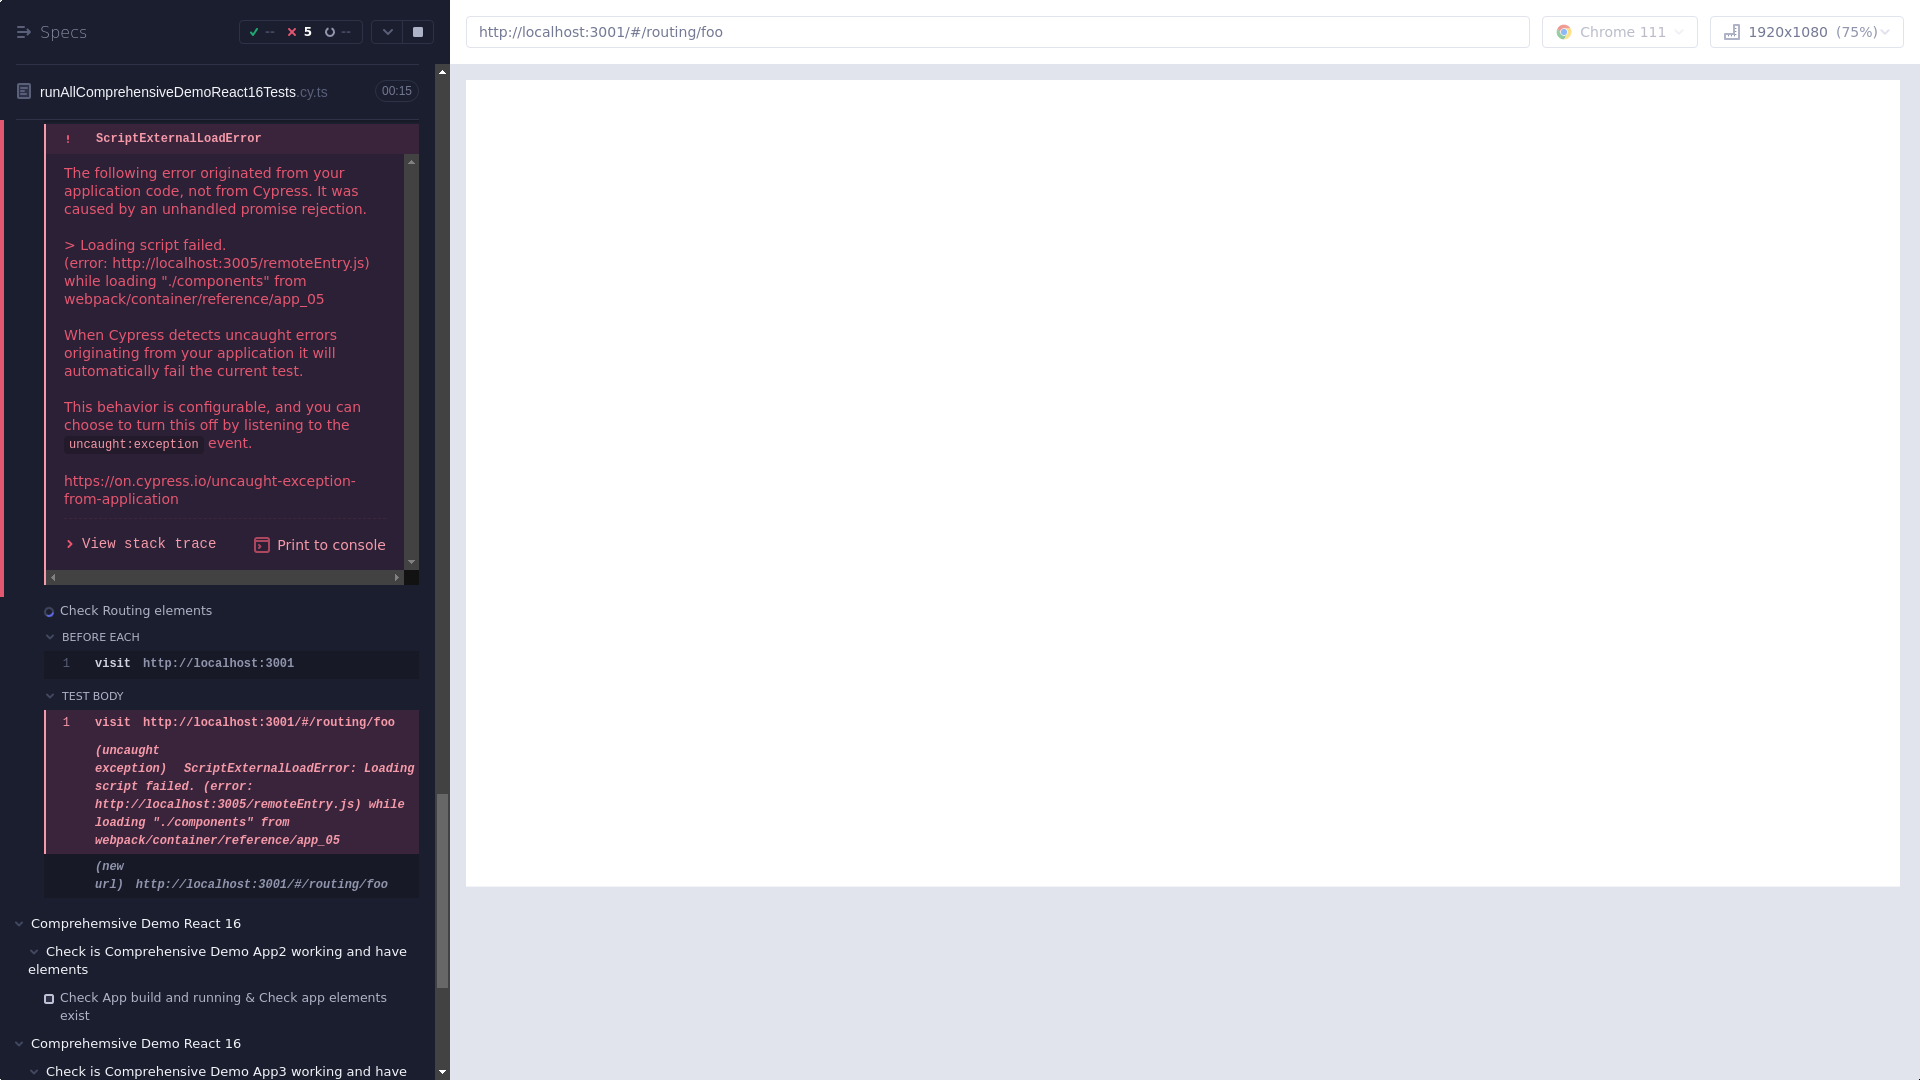 Specs
-- 5 --
runAllComprehensiveDemoReact16Tests.cy.ts 00:15
! ScriptExternalLoadError
The following error originated from your
application code, not from Cypress. It was
caused by an unhandled promise rejection.
> Loading script failed.
(error: http://localhost:3005/remoteEntry.js)
while loading "./components" from
webpack/container/reference/app_05
When Cypress detects uncaught errors
originating from your application it will
automatically fail the current test.
This behavior is configurable, and you can
choose to turn this off by listening to the
uncaught:exception event.
https://on.cypress.io/uncaught-exception-
from-application
View stack trace Print to console
Check Routing elements
BEFORE EACH
1 visit http://localhost:3001
TEST BODY
1 visit http://localhost:3001/#/routing/foo
(uncaught
exception) ScriptExternalLoadError: Loading
script failed. (error:
http://localhost:3005/remoteEntry.js) while
loading "./components" from
webpack/container/reference/app_05
(new
url) http://localhost:3001/#/routing/foo
Comprehemsive Demo React 16
Check is Comprehensive Demo App2 working and have
elements
Check App build and running & Check app elements
exist
Comprehemsive Demo React 16
Check is Comprehensive Demo App3 working and have
http://localhost:3001/#/routing/foo
Chrome 111
1920x1080 (75%)